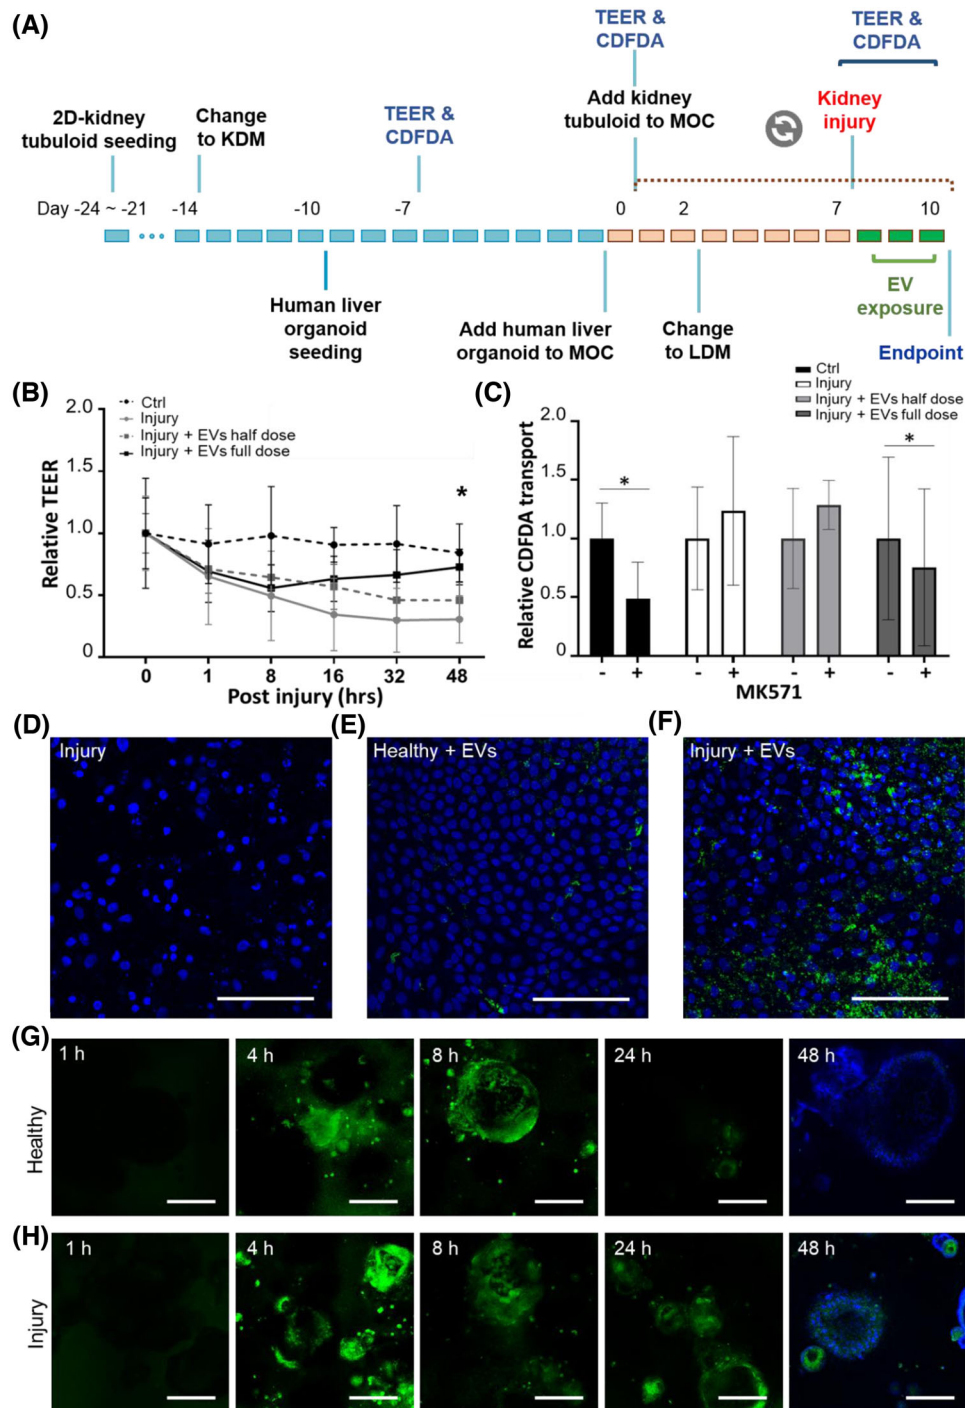 (A)
TEER &
CDFDA
TEER &
CDFDA
2D-kidney
tubuloid seeding
Change
to KDM
TEER &
CDFDA
Add kidney
tubuloid to MOC
Kidney
injury
Day -24 ~ -21
-14
-10
-7
0
2
7
10
Human liver
organoid
seeding
Add human liver
organoid to MOC
Change
to LDM
EV
exposure
Endpoint
(B)
Ctrl
Injury
Injury + EVs half dose
Injury + EVs full dose
Relative TEER
2.0
1.5
1.0
0.5
0
*
0
1
8
16
32
48
Post injury (hrs)
(C)
Ctrl
Injury
Injury + EVs half dose
Injury + EVs full dose
Relative CDFDA transport
2.0
1.5
1.0
0.5
0
*
*
- + - + - + - +
MK571
(D)
Injury
(E)
Healthy + EVs
(F)
Injury + EVs
(G)
Healthy
1 h
4 h
8 h
24 h
48 h
(H)
Injury
1 h
4 h
8 h
24 h
48 h